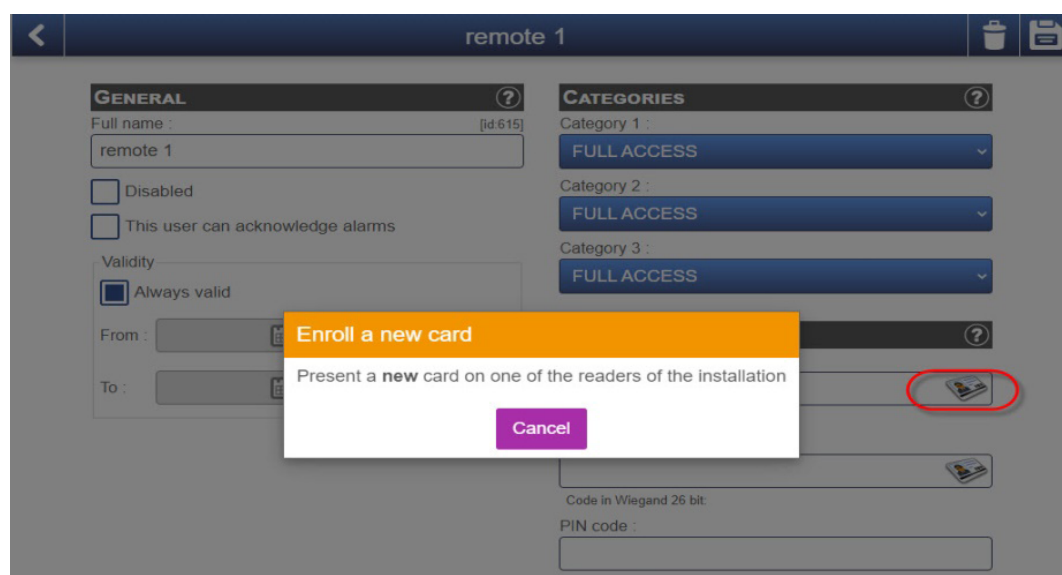 remote 1
GENERAL
Full name :
[id:615]
remote 1
Disabled
This user can acknowledge alarms
Validity
Always valid
From :
To :
CATEGORIES
Category 1 :
FULL ACCESS
Category 2 :
FULL ACCESS
Category 3 :
FULL ACCESS
Enroll a new card
Present a new card on one of the readers of the installation
Cancel
Code in Wiegand 26 bit:
PIN code :